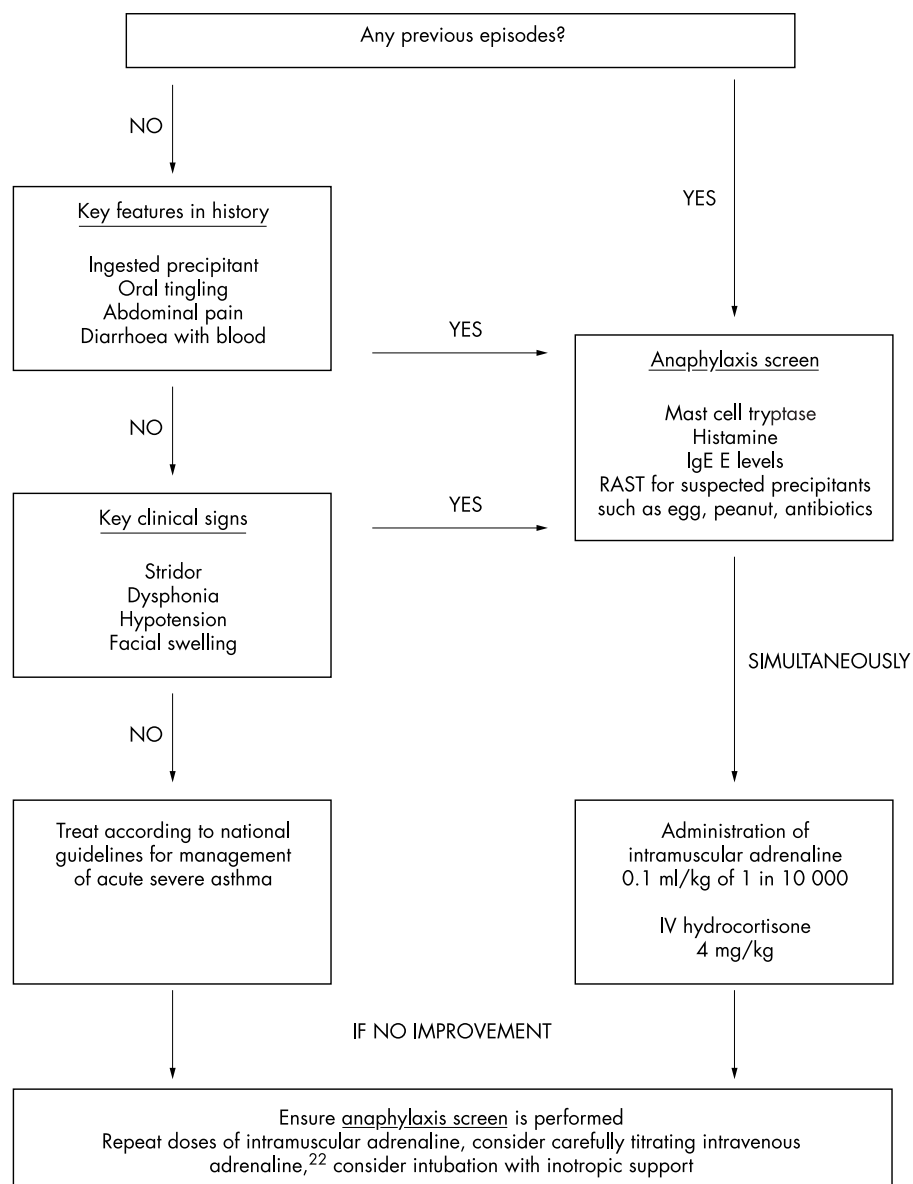 Any previous episodes?
NO
YES
Key features in history
Ingested precipitant
Oral tingling
Abdominal pain
Diarrhoea with blood
YES
Anaphylaxis screen
Mast cell tryptase
Histamine
IgE E levels
RAST for suspected precipitants
such as egg, peanut, antibiotics
NO
Key clinical signs
Stridor
Dysphonia
Hypotension
Facial swelling
YES
SIMULTANEOUSLY
NO
Treat according to national
guidelines for management
of acute severe asthma
Administration of
intramuscular adrenaline
0.1 ml/kg of 1 in 10 000
IV hydrocortisone
4 mg/kg
IF NO IMPROVEMENT
Ensure anaphylaxis screen is performed
Repeat doses of intramuscular adrenaline, consider carefully titrating intravenous
adrenaline,22 consider intubation with inotropic support